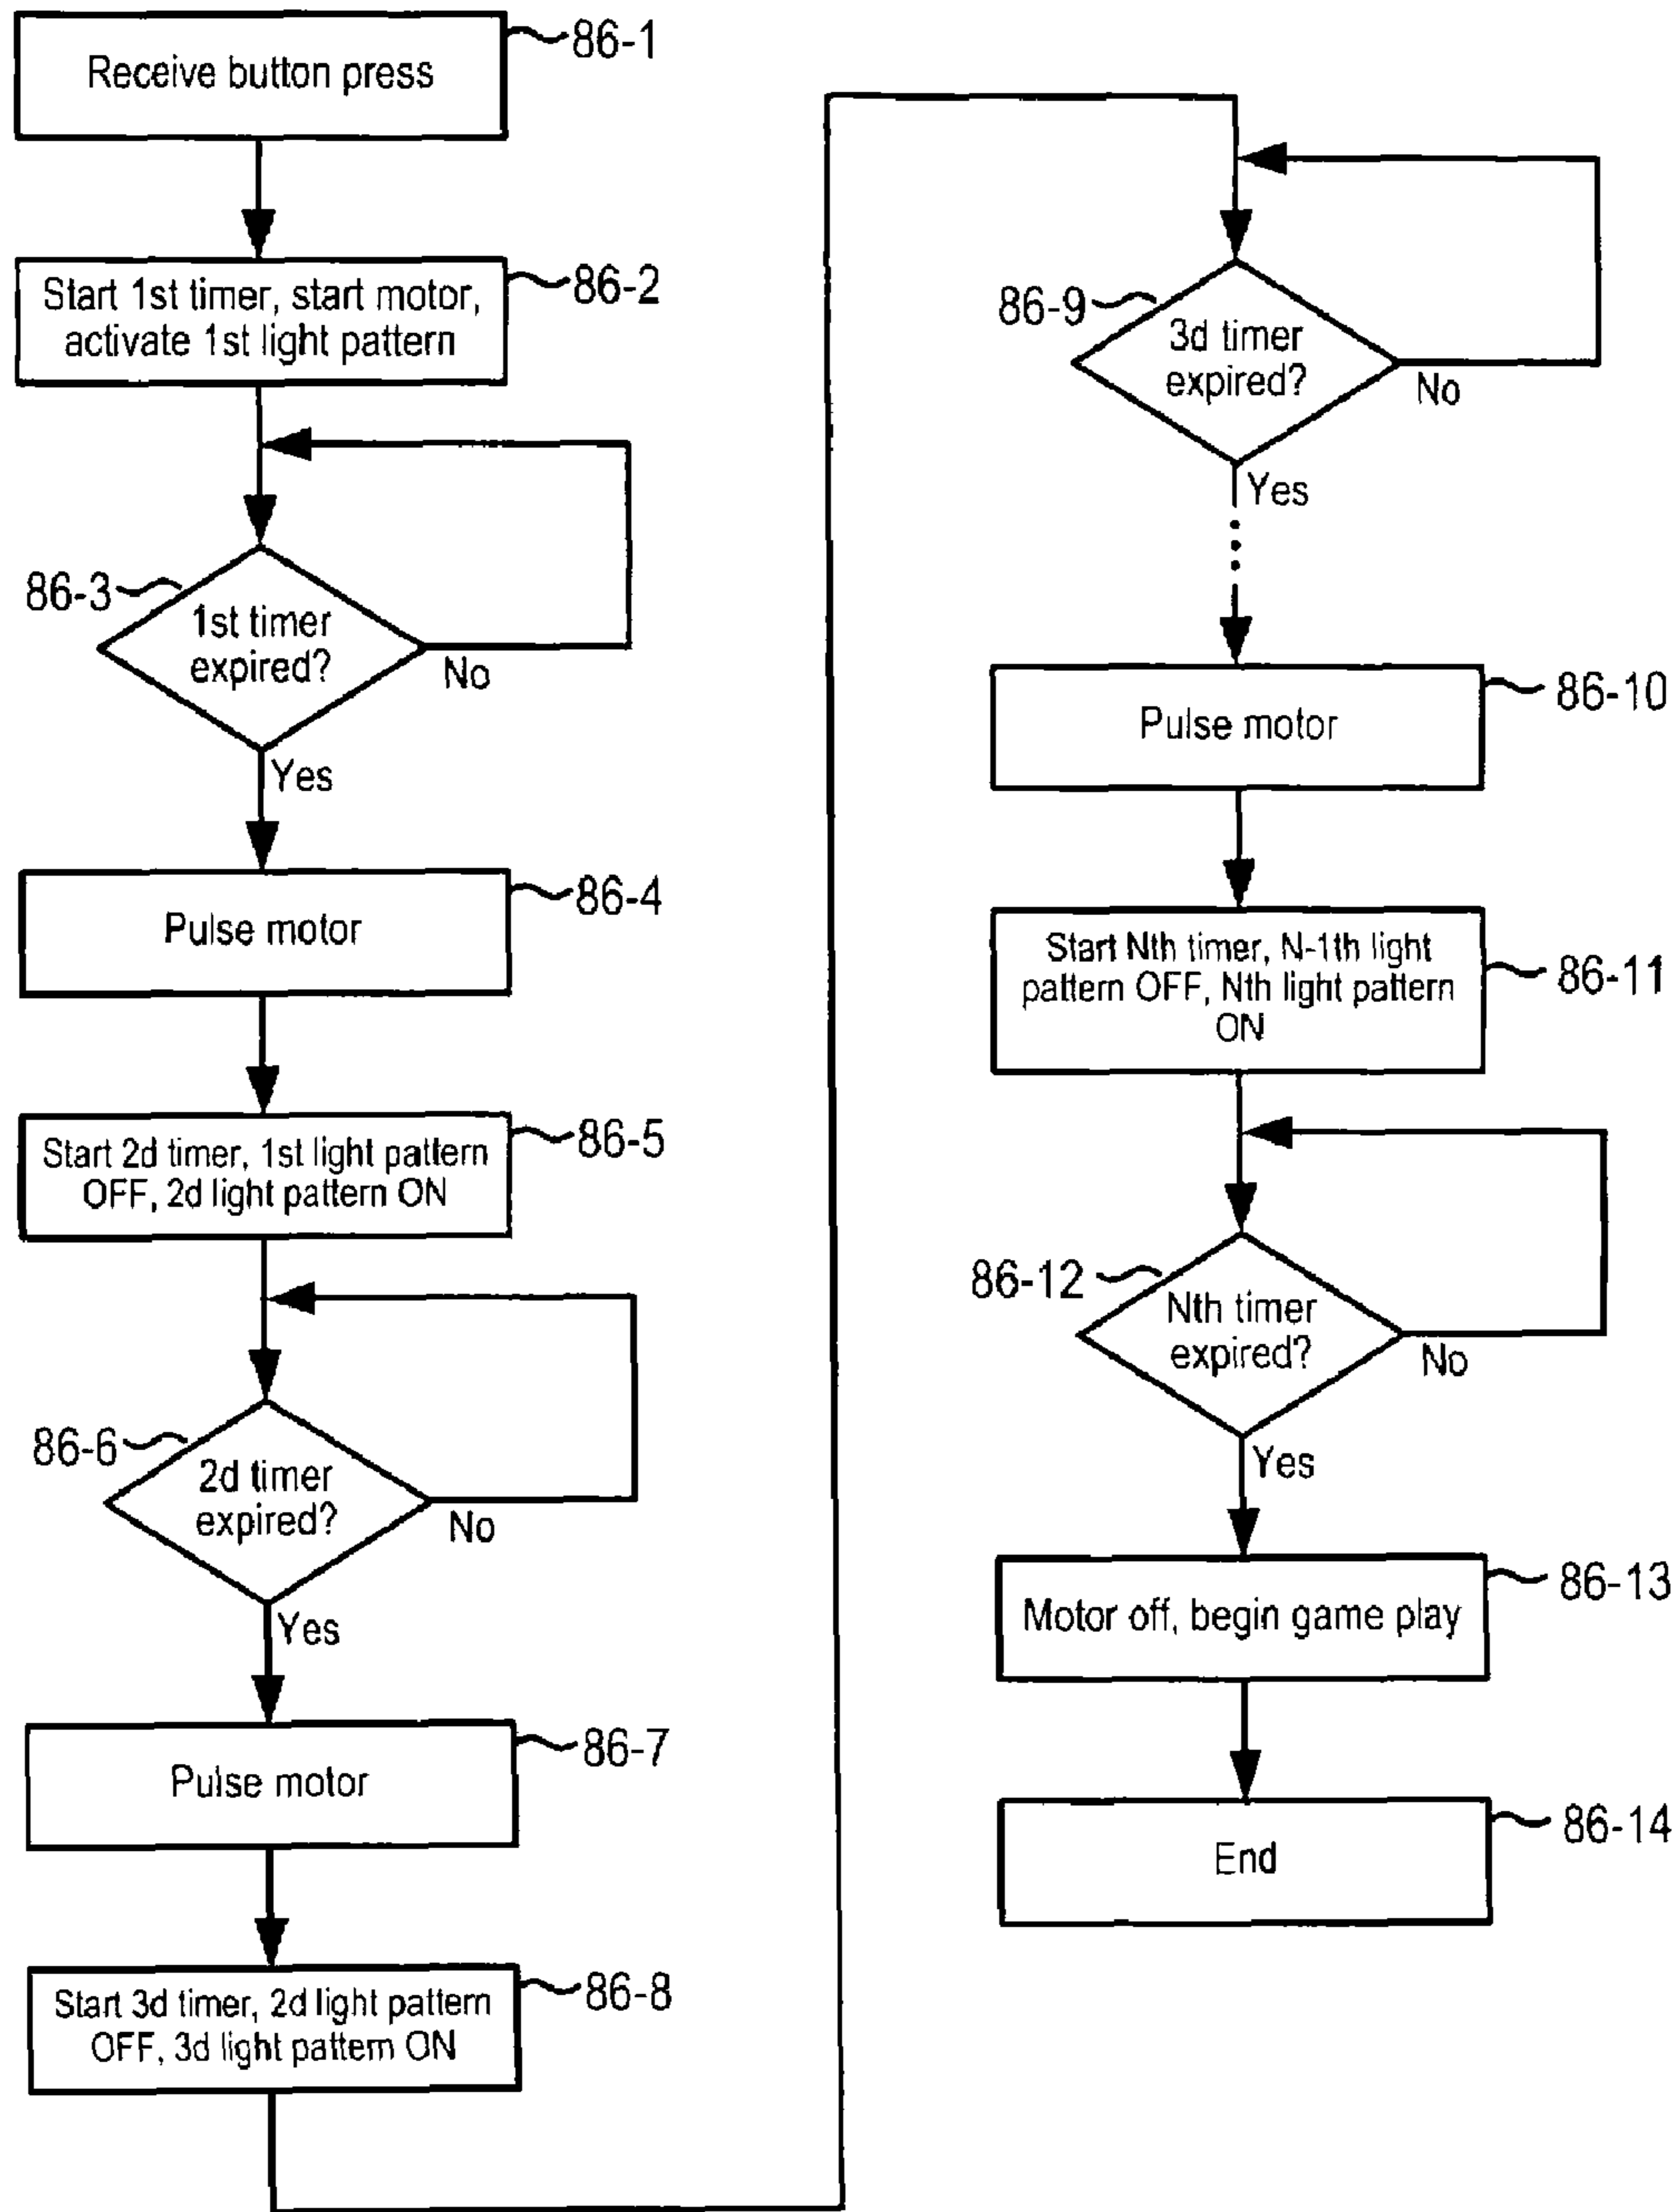 86-1
Receive button press
86-2
Start 1st timer, start motor,
activate 1st light pattern
86-3
1st timer
expired?
No
Yes
86-4
Pulse motor
86-5
Start 2d timer, 1st light pattern
OFF, 2d light pattern ON
86-6
2d timer
expired?
No
Yes
86-7
Pulse motor
86-8
Start 3d timer, 2d light pattern
OFF, 3d light pattern ON
86-9
3d timer
expired?
No
Yes
86-10
Pulse motor
86-11
Start Nth timer, N-1th light
pattern OFF, Nth light pattern
ON
86-12
Nth timer
expired?
No
Yes
86-13
Motor off, begin game play
86-14
End